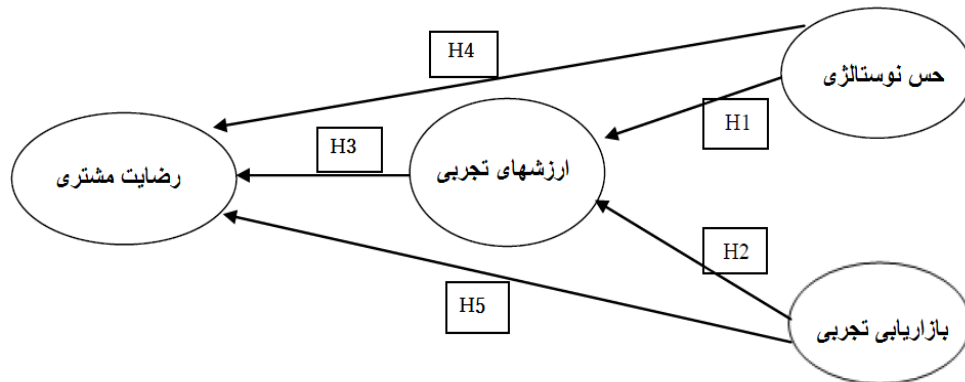 H4
حس نوستالژی
H1
H3
ارزشهای تجربی
رضایت مشتری
H2
H5
بازاریابی تجربی